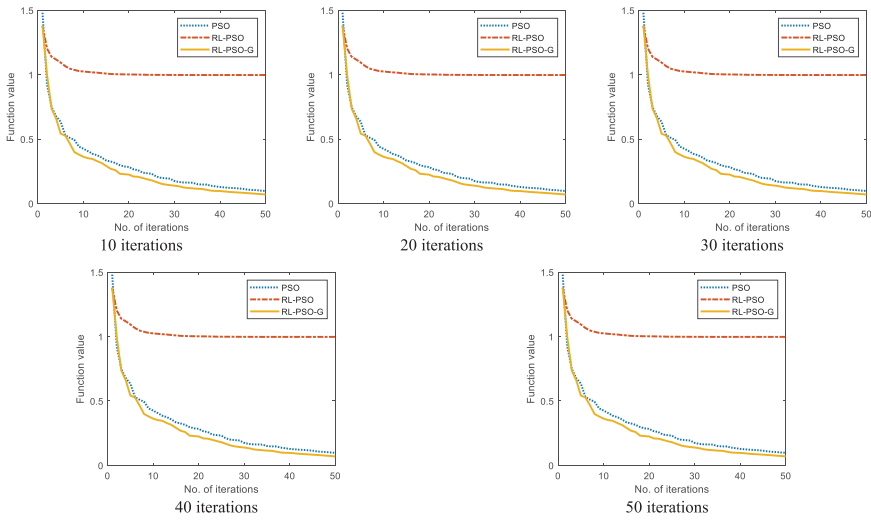 1.5
1
0.5
0
Function value
PSO
RL-PSO
RL-PSO-G
0 10 20 30 40 50
No. of iterations
10 iterations
1.5
1
0.5
0
Function value
PSO
RL-PSO
RL-PSO-G
0 10 20 30 40 50
No. of iterations
20 iterations
1.5
1
0.5
0
Function value
PSO
RL-PSO
RL-PSO-G
0 10 20 30 40 50
No. of iterations
30 iterations
1.5
1
0.5
0
Function value
PSO
RL-PSO
RL-PSO-G
0 10 20 30 40 50
No. of iterations
40 iterations
1.5
1
0.5
0
Function value
PSO
RL-PSO
RL-PSO-G
0 10 20 30 40 50
No. of iterations
50 iterations